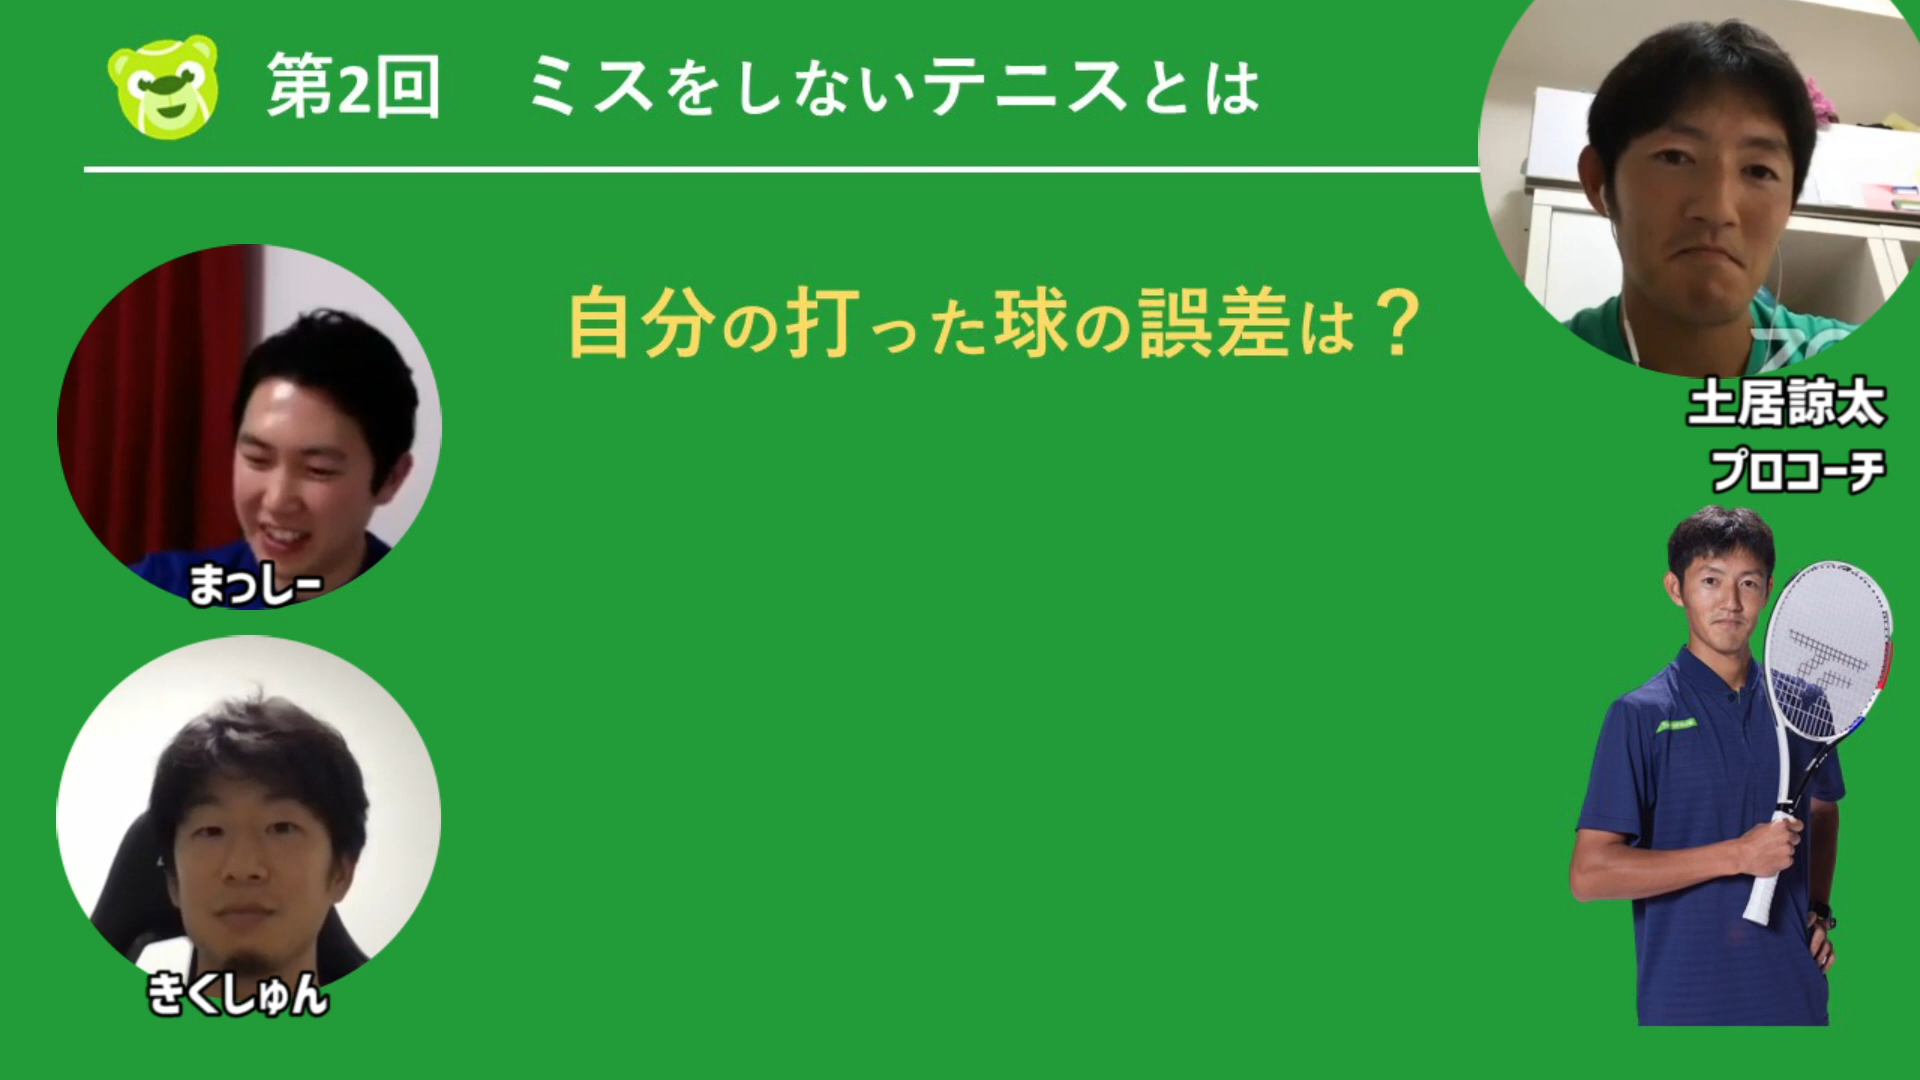 第2回 ミスをしないテニスとは
自分の打った球の誤差は？
土居諒太
プロコーチ
まっしー
きくしゅん